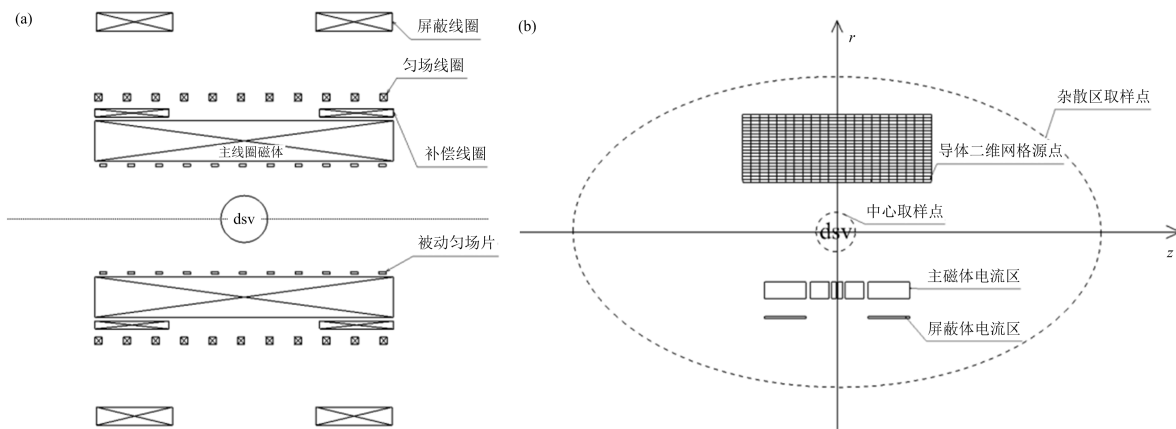 (a)
屏蔽线圈
匀场线圈
主线圈磁体
补偿线圈
dsv
被动匀场片
(b)
r
杂散区取样点
导体二维网格源点
中心取样点
dsv
z
主磁体电流区
屏蔽体电流区